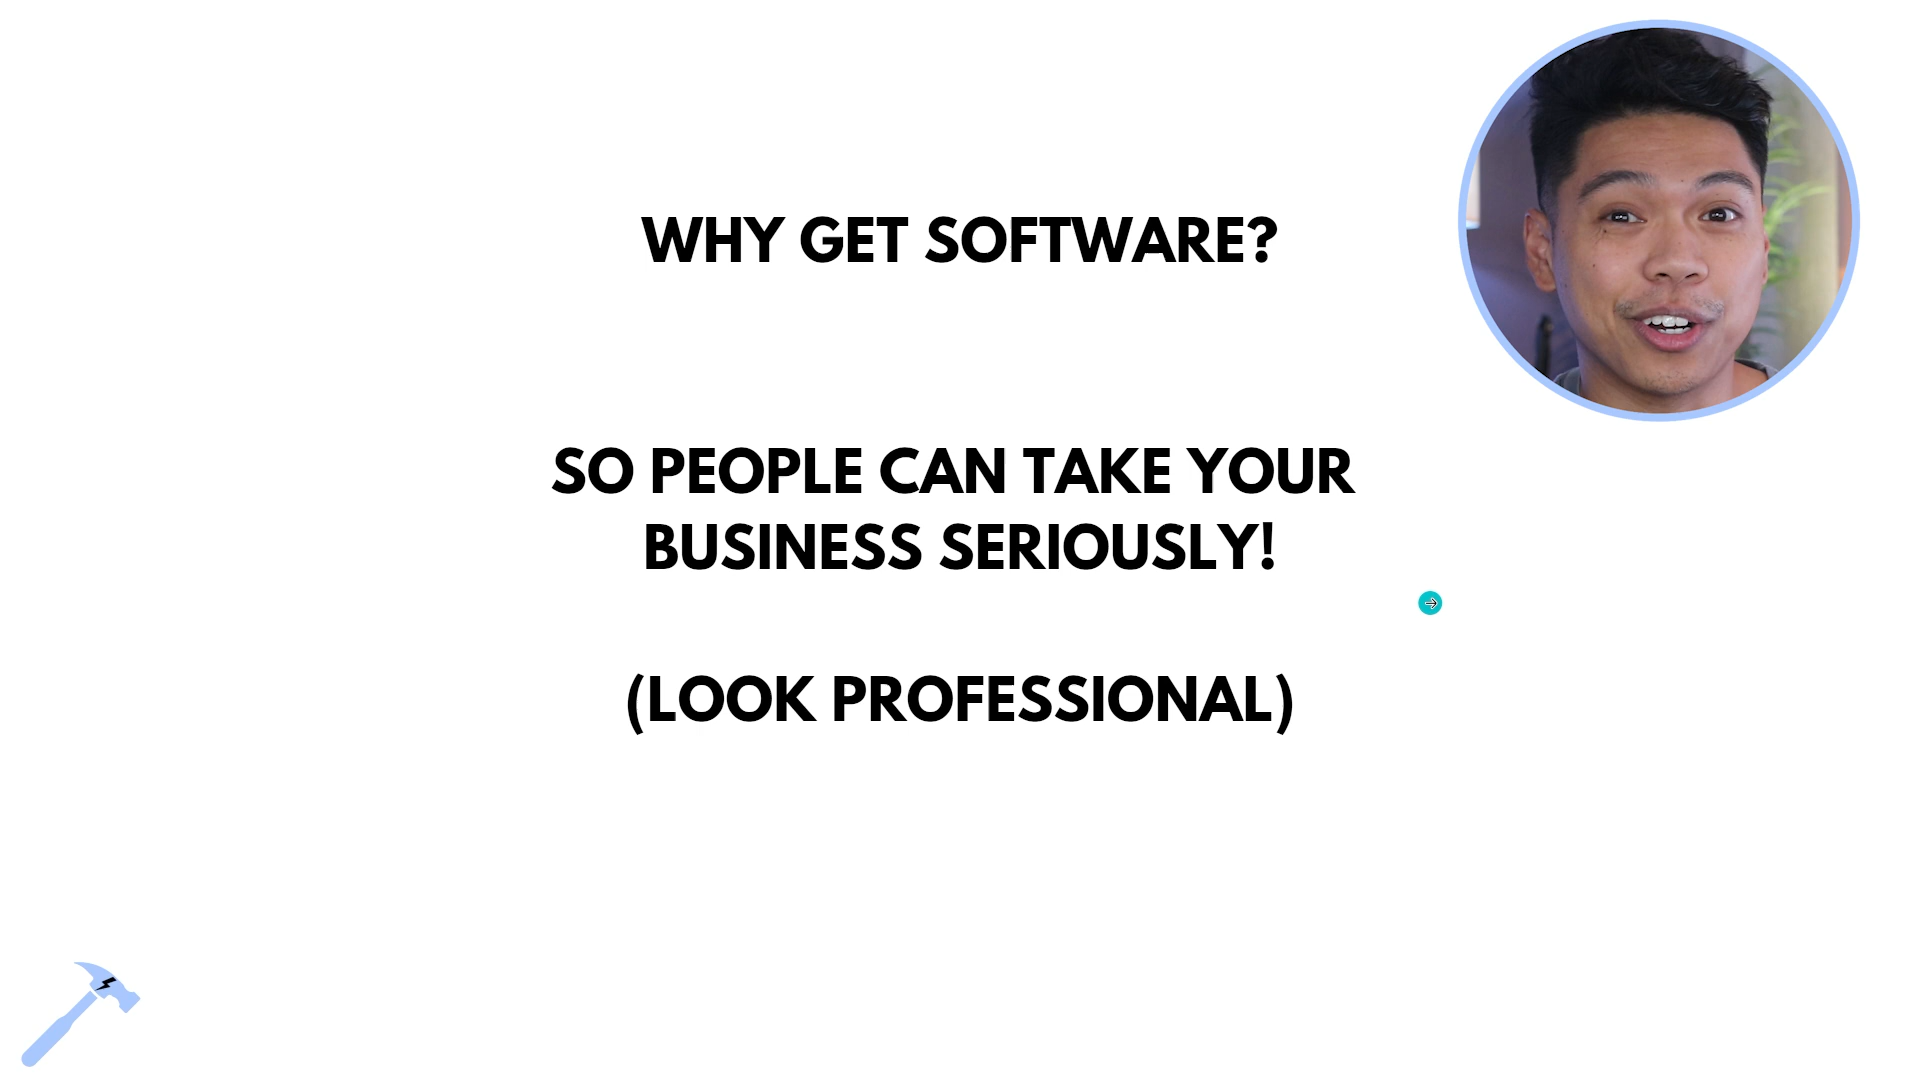 WHY GET SOFTWARE?
SO PEOPLE CAN TAKE YOUR
BUSINESS SERIOUSLY!
(LOOK PROFESSIONAL)